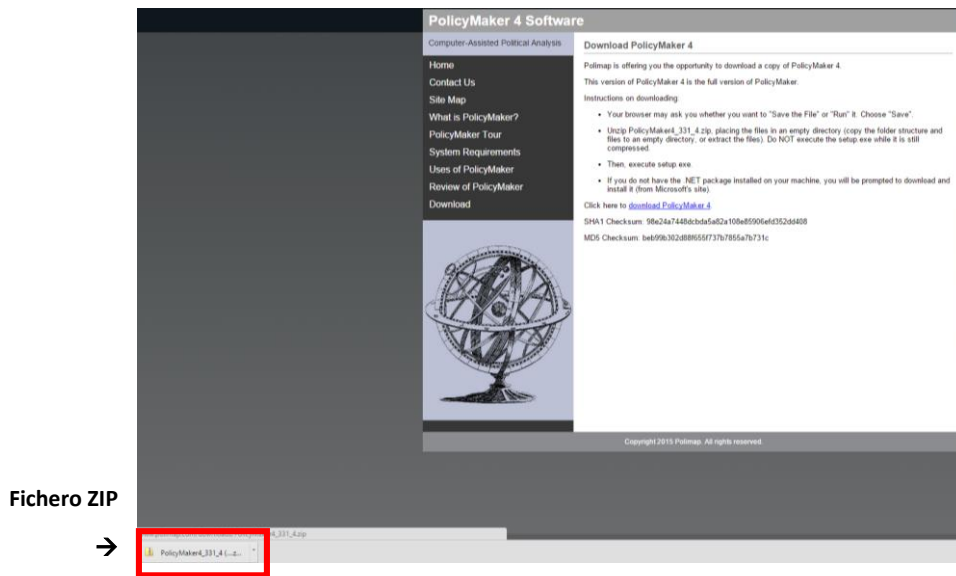 PolicyMaker 4 Software
Computer-Assisted Political Analysis
Home
Contact Us
Site Map
What is PolicyMaker?
PolicyMaker Tour
System Requirements
Uses of PolicyMaker
Review of PolicyMaker
Download
Download PolicyMaker 4
Polimap is offering you the opportunity to download a copy of PolicyMaker 4.
This version of PolicyMaker 4 is the full version of PolicyMaker.
Instructions on downloading:
• Your browser may ask you whether you want to "Save the File" or "Run" it. Choose "Save".
• Unzip PolicyMaker4_331_4.zip, placing the files in an empty directory (copy the folder structure and
files to an empty directory, or extract the files). Do NOT execute the setup.exe while it is still
compressed.
• Then, execute setup.exe.
• If you do not have the .NET package installed on your machine, you will be prompted to download and
install it (from Microsoft's site).
Click here to download PolicyMaker 4.
SHA1 Checksum: 98e24a7448dcbda5a82a108e85906efd352dd408
MD5 Checksum: beb99b302d88f655f737b7855a7b731c
Copyright 2015 Polimap. All rights reserved.
Fichero ZIP
→
PolicyMaker4_331_4 (...z...